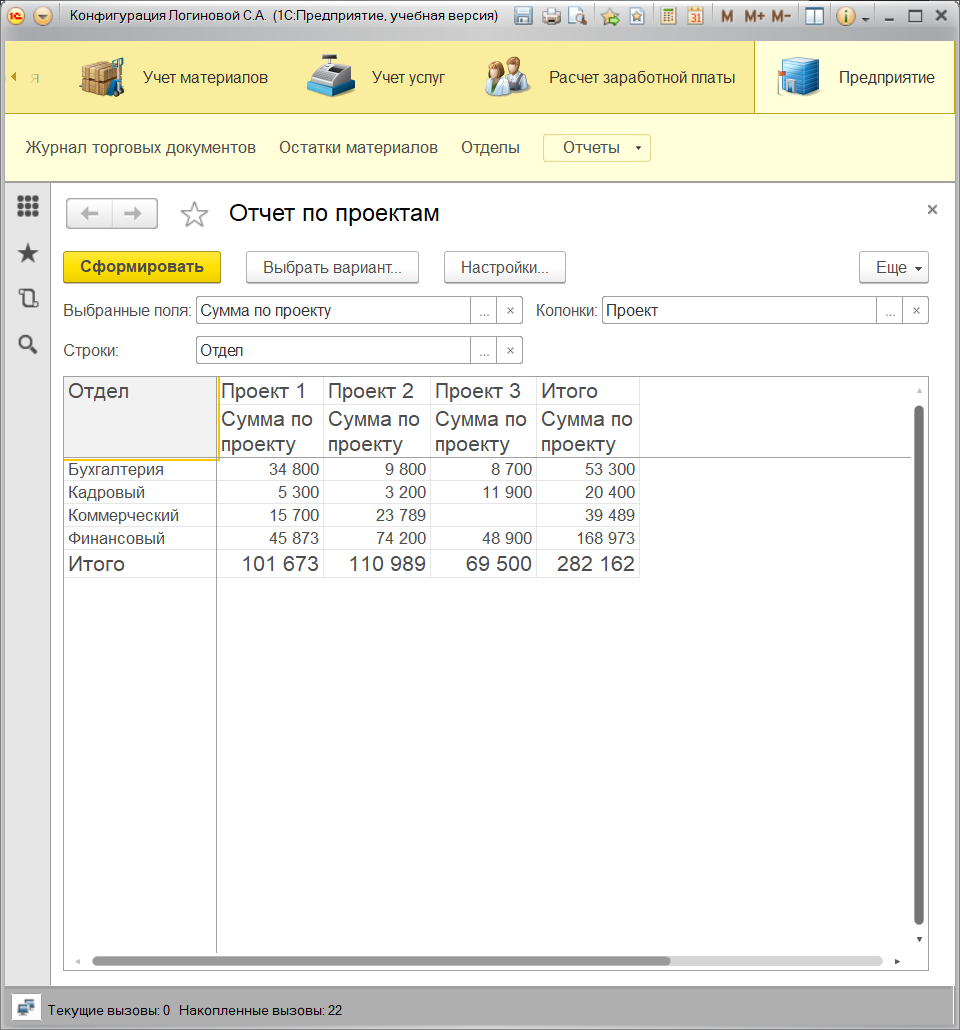 Конфигурация Логиновой С.А. (1С:Предприятие, учебная версия) M M+ M-
я Учет материалов Учет услуг Расчет заработной платы Предприятие
Журнал торговых документов Остатки материалов Отделы Отчеты
Отчет по проектам
Сформировать Выбрать вариант... Настройки... Еще
Выбранные поля: Сумма по проекту ... × Колонки: Проект ... ×
Строки: Отдел ... ×
Отдел Проект 1 Проект 2 Проект 3 Итого
Сумма по Сумма по Сумма по Сумма по
проекту проекту проекту проекту
Бухгалтерия 34 800 9 800 8 700 53 300
Кадровый 5 300 3 200 11 900 20 400
Коммерческий 15 700 23 789 39 489
Финансовый 45 873 74 200 48 900 168 973
Итого 101 673 110 989 69 500 282 162
Текущие вызовы: 0 Накопленные вызовы: 22